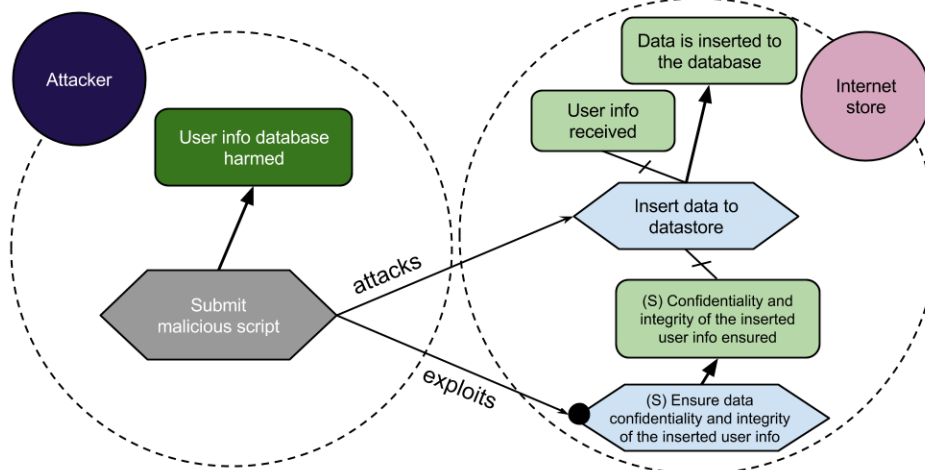 Attacker
User info database
harmed
Submit
malicious script
attacks
exploits
Data is inserted to
the database
User info
received
Internet
store
Insert data to
datastore
(S) Confidentiality and
integrity of the inserted
user info ensured
(S) Ensure data
confidentiality and integrity
of the inserted user info